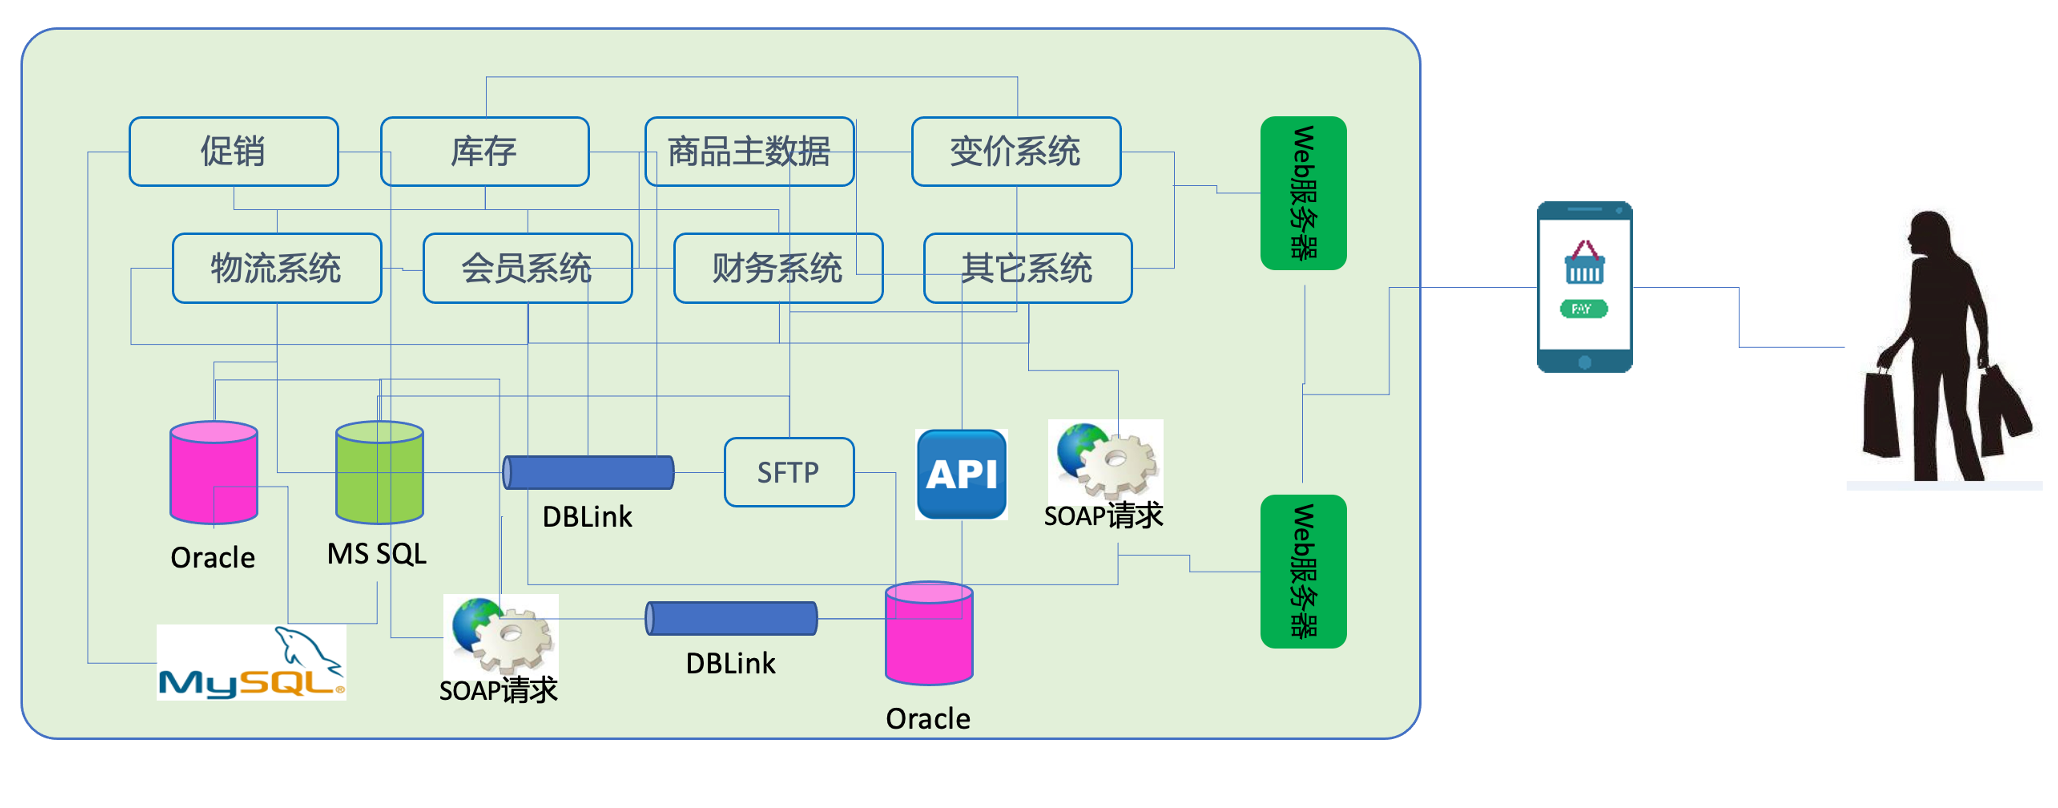 促销
库存
商品主数据
变价系统
Web服务器
物流系统
会员系统
财务系统
其它系统
PAY
SFTP
API
DBLink
SOAP请求
Oracle
MS SQL
Web服务器
MySQL®
SOAP请求
DBLink
Oracle